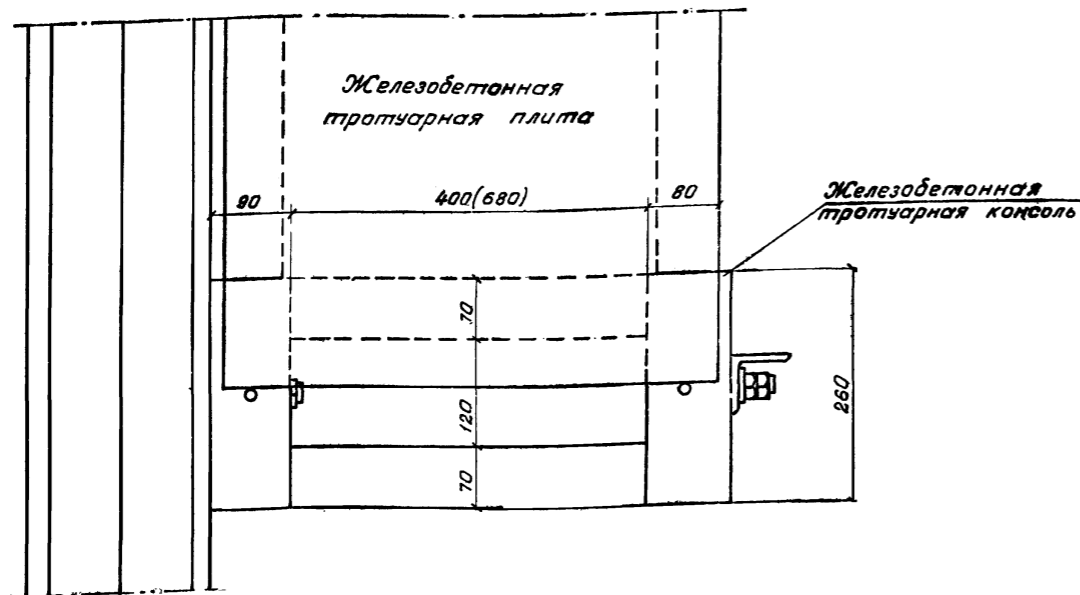 Железобетонная
тротуарная плита
90
400(680)
80
Железобетонная
тротуарная консоль
70
120
70
260